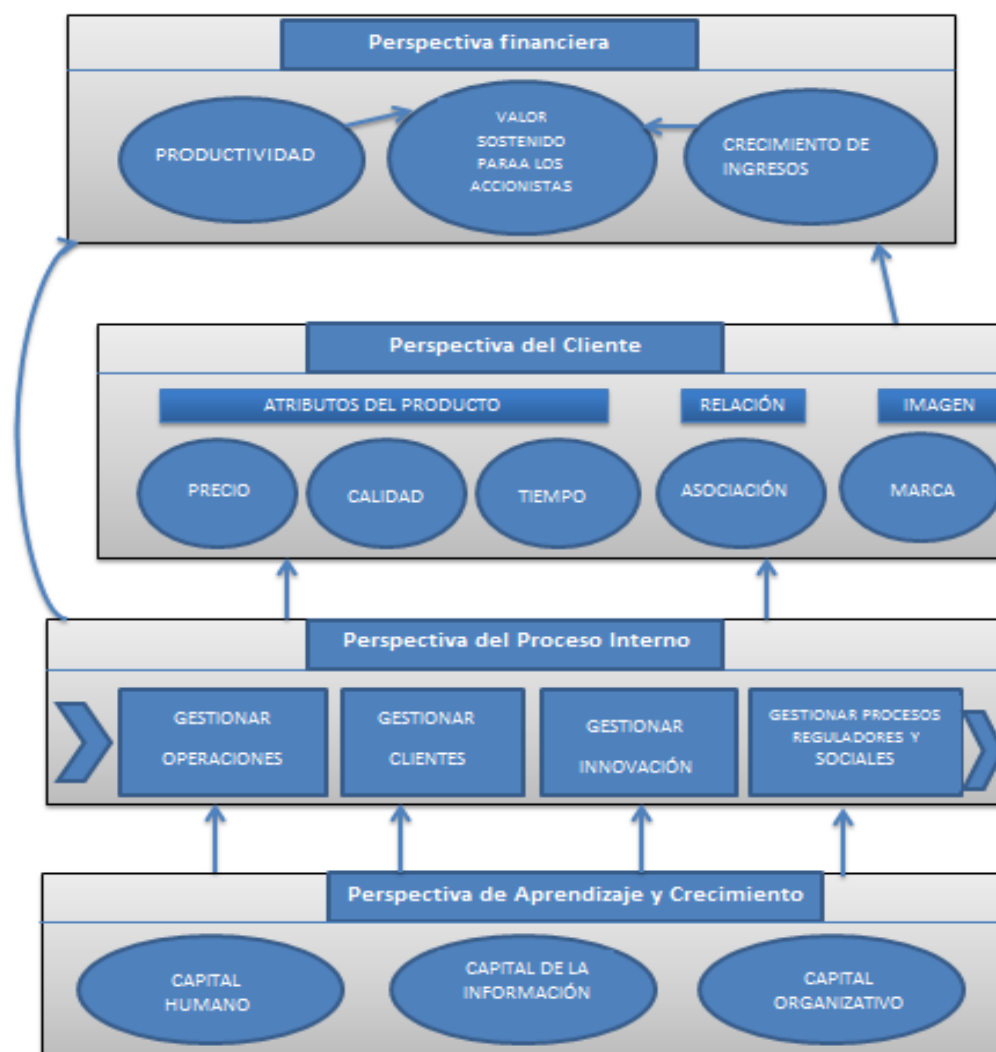 Perspectiva financiera
PRODUCTIVIDAD
VALOR
SOSTENIDO
PARAA LOS
ACCIONISTAS
CRECIMIENTO DE
INGRESOS
Perspectiva del Cliente
ATRIBUTOS DEL PRODUCTO
RELACIÓN
IMAGEN
PRECIO
CALIDAD
TIEMPO
ASOCIACIÓN
MARCA
Perspectiva del Proceso Interno
GESTIONAR
OPERACIONES
GESTIONAR
CLIENTES
GESTIONAR
INNOVACIÓN
GESTIONAR PROCESOS
REGULADORES Y
SOCIALES
Perspectiva de Aprendizaje y Crecimiento
CAPITAL
HUMANO
CAPITAL DE LA
INFORMACIÓN
CAPITAL
ORGANIZATIVO